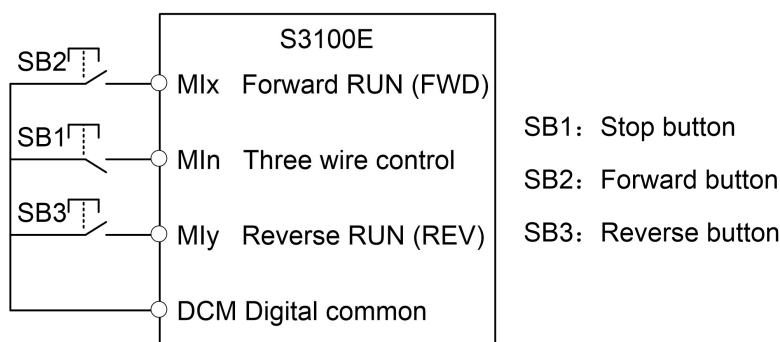 S3100E
SB2
MIx Forward RUN (FWD)
SB1
MIn Three wire control
SB3
MIy Reverse RUN (REV)
DCM Digital common
SB1：Stop button
SB2：Forward button
SB3：Reverse button